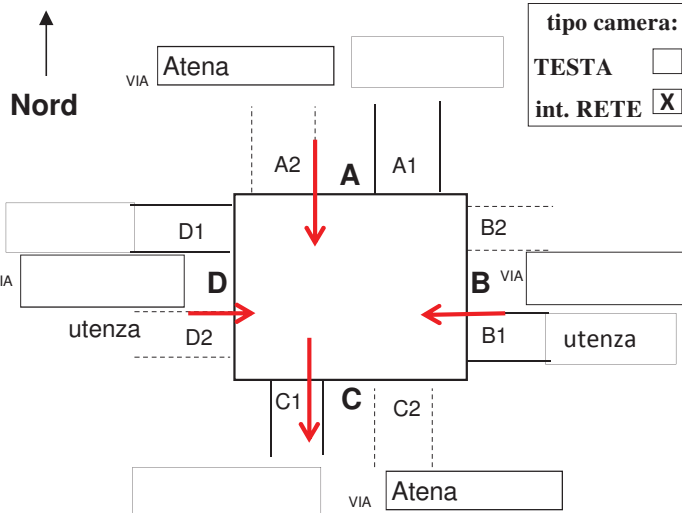 tipo camera:
TESTA
int. RETE X
Nord
VIA Atena
A2
A
A1
D1
B2
IA
D
B
VIA
utenza
D2
B1
utenza
C1
C
C2
VIA Atena